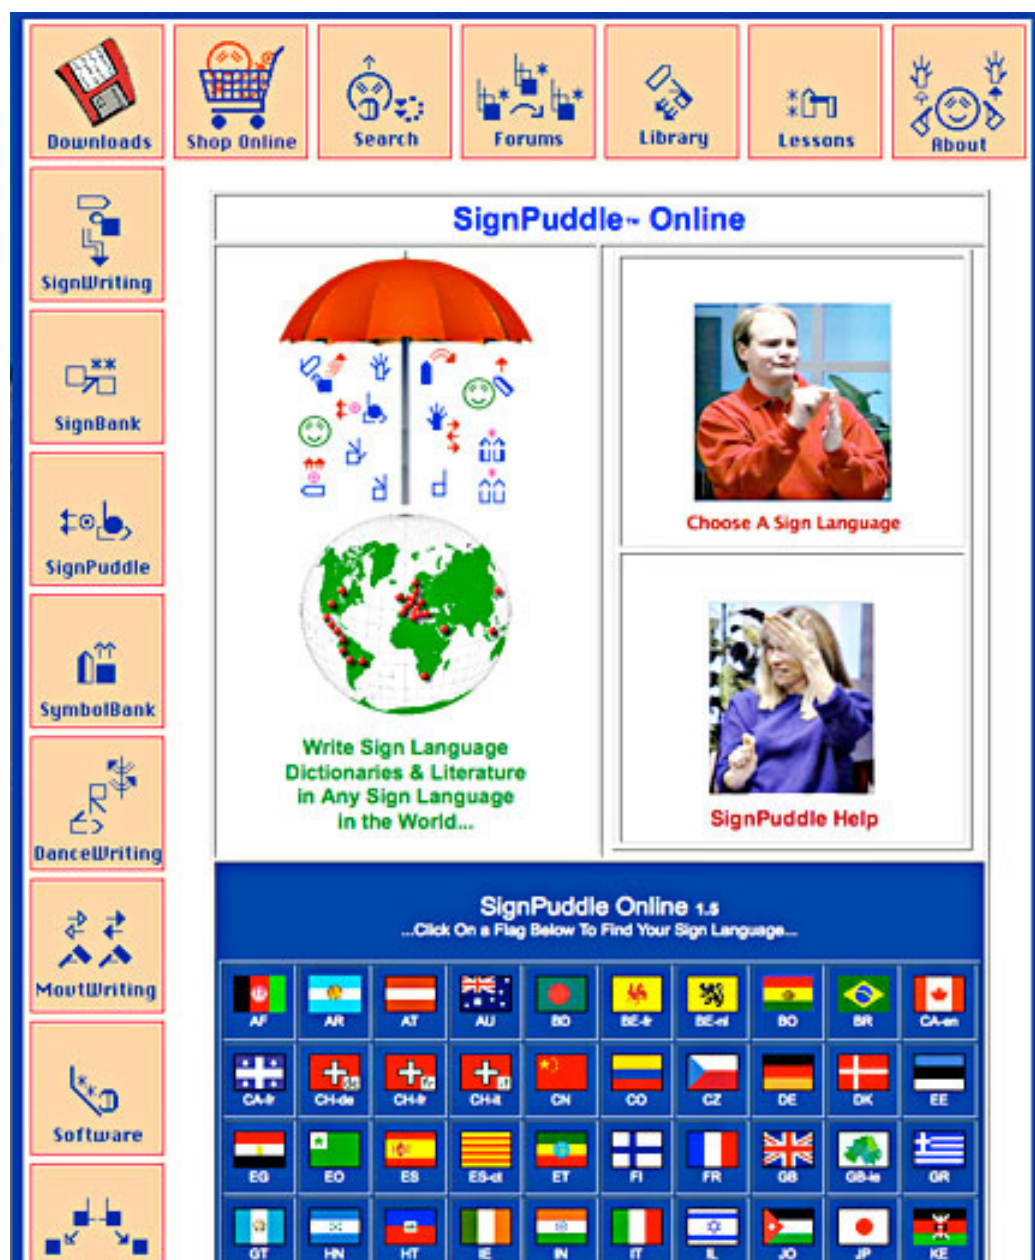 Downloads
Shop Online
Search
Forums
Library
Lessons
About
SignWriting
SignBank
SignPuddle
SymbolBank
DanceWriting
MovtWriting
Software
SignPuddle™ Online
Write Sign Language
Dictionaries & Literature
in Any Sign Language
in the World...
Choose A Sign Language
SignPuddle Help
SignPuddle Online 1.5
...Click On a Flag Below To Find Your Sign Language...
AF AR AT AU BD BE-fr BE-nl BO BR CA-en
CA-fr CH-de CH-fr CH-it CN CO CZ DE DK EE
EG EO ES ES-ct ET FI FR GB GB-ie GR
GT HN HT IE IN IT IL JO JP KE